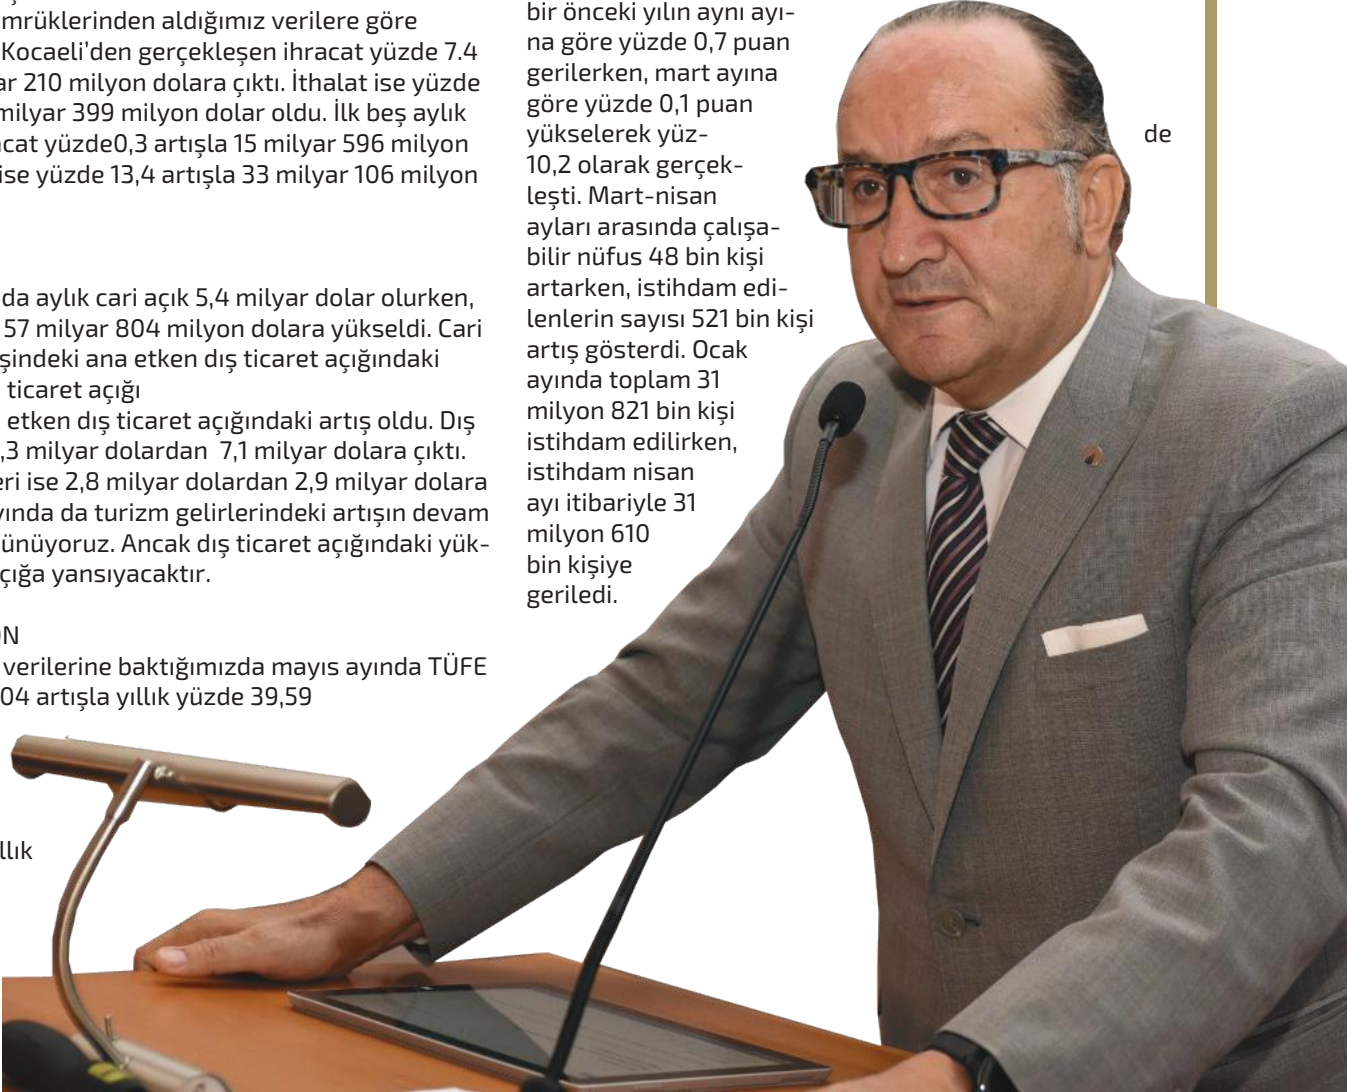 mrüklerinden aldığımız verilere göre
Kocaeli’den gerçekleşen ihracat yüzde 7.4
ar 210 milyon dolara çıktı. İthalat ise yüzde
milyar 399 milyon dolar oldu. İlk beş aylık
acat yüzde0,3 artışla 15 milyar 596 milyon
ise yüzde 13,4 artışla 33 milyar 106 milyon
da aylık cari açık 5,4 milyar dolar olurken,
57 milyar 804 milyon dolara yükseldi. Cari
şindeki ana etken dış ticaret açığındaki
ticaret açığı
etken dış ticaret açığındaki artış oldu. Dış
,3 milyar dolardan 7,1 milyar dolara çıktı.
eri ise 2,8 milyar dolardan 2,9 milyar dolara
yında da turizm gelirlerindeki artışın devam
ünüyoruz. Ancak dış ticaret açığındaki yük-
çığa yansıyacaktır.
ON
verilerine baktığımızda mayıs ayında TÜFE
04 artışla yıllık yüzde 39,59
llık
bir önceki yılın aynı ayı-
na göre yüzde 0,7 puan
gerilerken, mart ayına
göre yüzde 0,1 puan
yükselerek yüz- de
10,2 olarak gerçek-
leşti. Mart-nisan
ayları arasında çalışa-
bilir nüfus 48 bin kişi
artarken, istihdam edi-
lenlerin sayısı 521 bin kişi
artış gösterdi. Ocak
ayında toplam 31
milyon 821 bin kişi
istihdam edilirken,
istihdam nisan
ayı itibariyle 31
milyon 610
bin kişiye
geriledi.